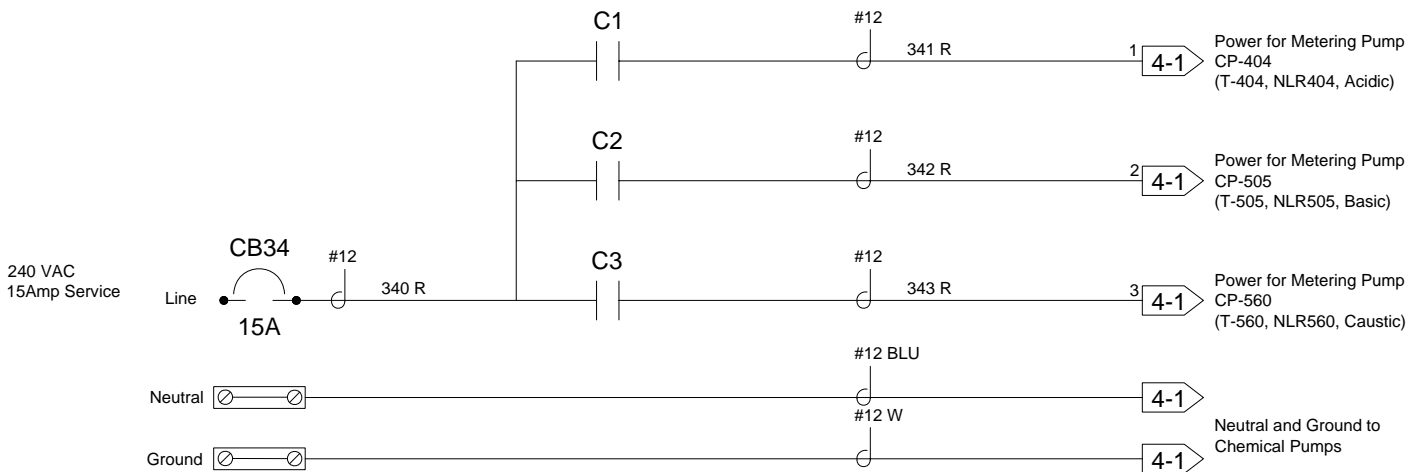 C1
#12
341 R
1
4-1
Power for Metering Pump
CP-404
(T-404, NLR404, Acidic)
C2
#12
342 R
2
4-1
Power for Metering Pump
CP-505
(T-505, NLR505, Basic)
240 VAC
15Amp Service
Line
CB34
15A
#12
340 R
C3
#12
343 R
3
4-1
Power for Metering Pump
CP-560
(T-560, NLR560, Caustic)
Neutral
#12 BLU
4-1
Ground
#12 W
4-1
Neutral and Ground to
Chemical Pumps